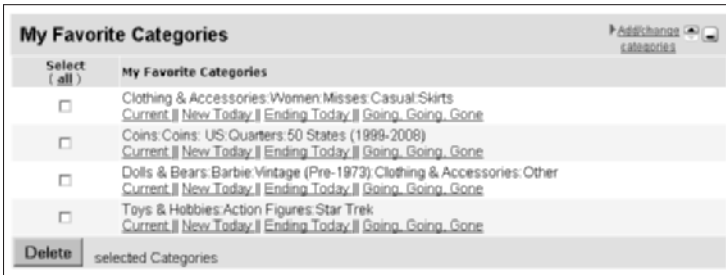 My Favorite Categories
Add/change
categories
Select
( all )
My Favorite Categories
Clothing & Accessories:Women:Misses:Casual:Skirts
Current || New Today || Ending Today || Going, Going, Gone
Coins:Coins: US:Quarters:50 States (1999-2008)
Current || New Today || Ending Today || Going, Going, Gone
Dolls & Bears:Barbie:Vintage (Pre-1973):Clothing & Accessories:Other
Current || New Today || Ending Today || Going, Going, Gone
Toys & Hobbies:Action Figures:Star Trek
Current || New Today || Ending Today || Going, Going, Gone
Delete selected Categories